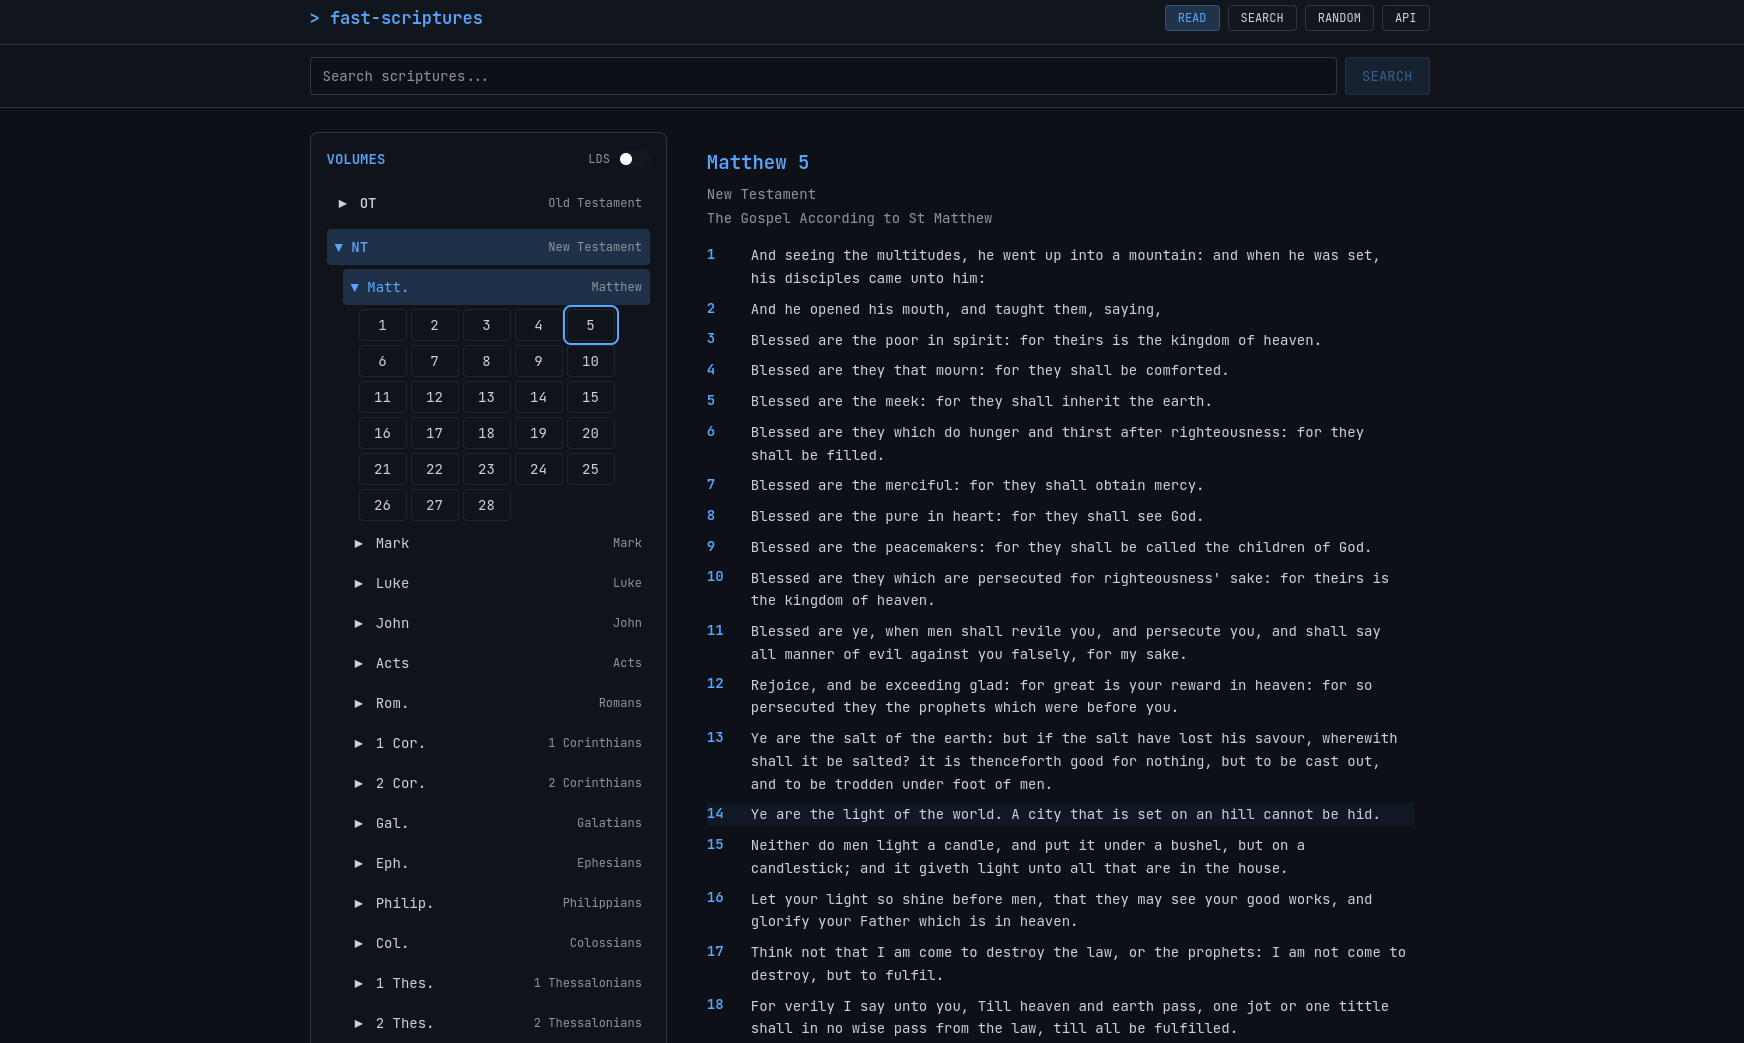 > fast-scriptures
READ
SEARCH
RANDOM
API
Search scriptures...
SEARCH
VOLUMES
LDS
▶ OT Old Testament
▼ NT New Testament
▼ Matt. Matthew
1 2 3 4 5
6 7 8 9 10
11 12 13 14 15
16 17 18 19 20
21 22 23 24 25
26 27 28
▶ Mark Mark
▶ Luke Luke
▶ John John
▶ Acts Acts
▶ Rom. Romans
▶ 1 Cor. 1 Corinthians
▶ 2 Cor. 2 Corinthians
▶ Gal. Galatians
▶ Eph. Ephesians
▶ Philip. Philippians
▶ Col. Colossians
▶ 1 Thes. 1 Thessalonians
▶ 2 Thes. 2 Thessalonians
Matthew 5
New Testament
The Gospel According to St Matthew
1 And seeing the multitudes, he went up into a mountain: and when he was set,
his disciples came unto him:
2 And he opened his mouth, and taught them, saying,
3 Blessed are the poor in spirit: for theirs is the kingdom of heaven.
4 Blessed are they that mourn: for they shall be comforted.
5 Blessed are the meek: for they shall inherit the earth.
6 Blessed are they which do hunger and thirst after righteousness: for they
shall be filled.
7 Blessed are the merciful: for they shall obtain mercy.
8 Blessed are the pure in heart: for they shall see God.
9 Blessed are the peacemakers: for they shall be called the children of God.
10 Blessed are they which are persecuted for righteousness' sake: for theirs is
the kingdom of heaven.
11 Blessed are ye, when men shall revile you, and persecute you, and shall say
all manner of evil against you falsely, for my sake.
12 Rejoice, and be exceeding glad: for great is your reward in heaven: for so
persecuted they the prophets which were before you.
13 Ye are the salt of the earth: but if the salt have lost his savour, wherewith
shall it be salted? it is thenceforth good for nothing, but to be cast out,
and to be trodden under foot of men.
14 Ye are the light of the world. A city that is set on an hill cannot be hid.
15 Neither do men light a candle, and put it under a bushel, but on a
candlestick; and it giveth light unto all that are in the house.
16 Let your light so shine before men, that they may see your good works, and
glorify your Father which is in heaven.
17 Think not that I am come to destroy the law, or the prophets: I am not come to
destroy, but to fulfil.
18 For verily I say unto you, Till heaven and earth pass, one jot or one tittle
shall in no wise pass from the law, till all be fulfilled.